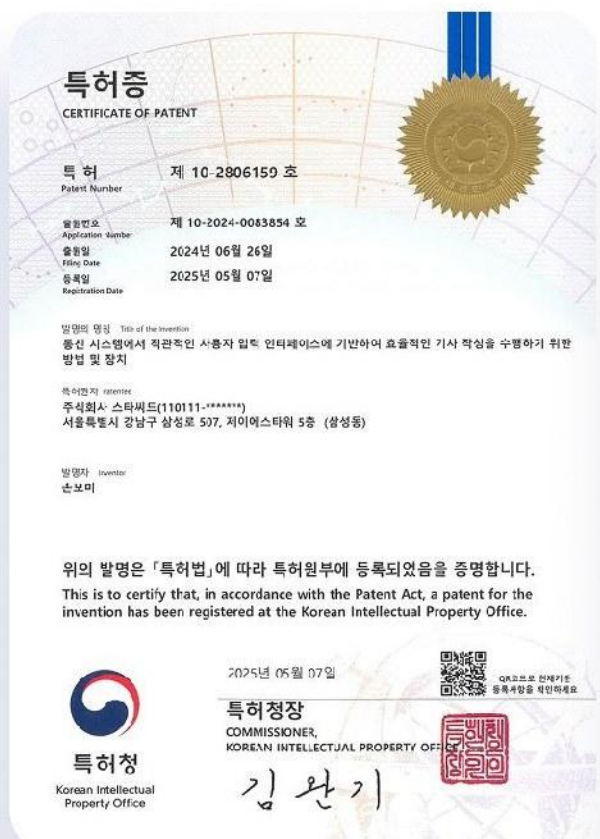 특허증
CERTIFICATE OF PATENT
특 허 제 10-2806159 호
Patent Number
출원번호 제 10-2024-0083854 호
Application Number
출원일 2024년 06월 26일
Filing Date
등록일 2025년 05월 07일
Registration Date
발명의 명칭 Title of the Invention
통신 시스템에서 직관적인 사용자 입력 인터페이스에 기반하여 효율적인 기사 작성을 수행하기 위한
방법 및 장치
특허권자 Patentee
주식회사 스타씨드(110111-*******)
서울특별시 강남구 삼성로 507, 제이에스타워 5층 (삼성동)
발명자 Inventor
손보미
위의 발명은 「특허법」에 따라 특허원부에 등록되었음을 증명합니다.
This is to certify that, in accordance with the Patent Act, a patent for the
invention has been registered at the Korean Intellectual Property Office.
2025년 05월 07일
QR코드로 현재기준
등록사항을 확인하세요
특허청장
COMMISSIONER,
KOREAN INTELLECTUAL PROPERTY OFFICE
김완기
특허청
Korean Intellectual
Property Office